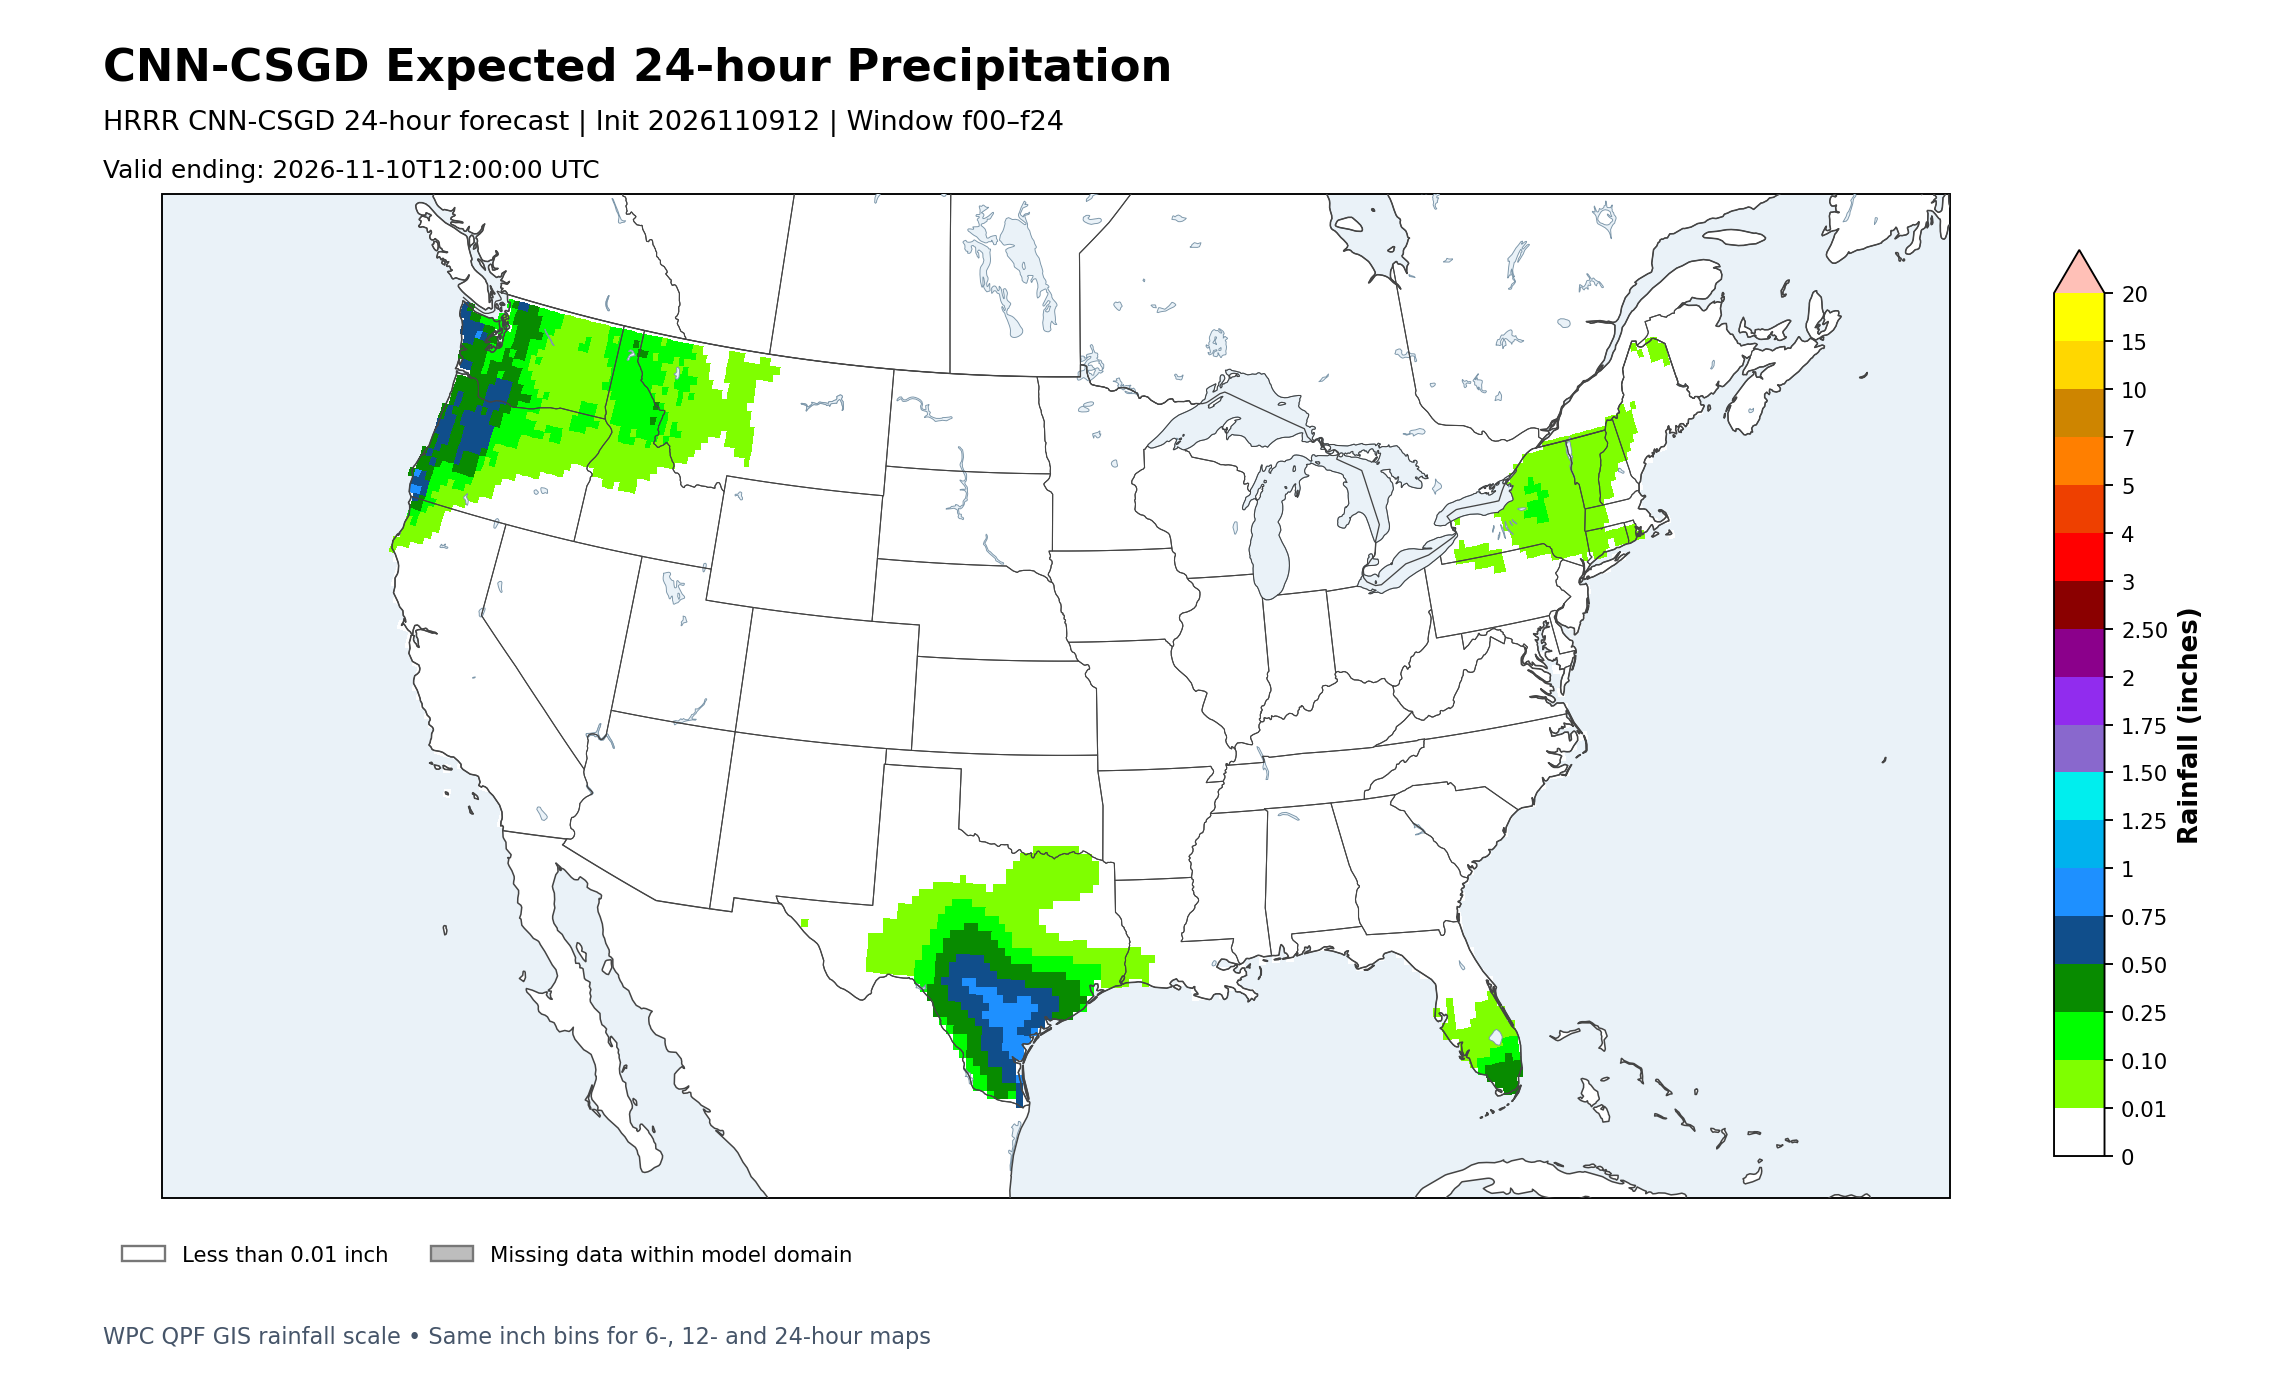 CNN-CSGD Expected 24-hour Precipitation
HRRR CNN-CSGD 24-hour forecast | Init 2026110912 | Window f00–f24
Valid ending: 2026-11-10T12:00:00 UTC
20
15
10
7
5
4
3
2.50
2
1.75
1.50
1.25
1
0.75
0.50
0.25
0.10
0.01
0
Rainfall (inches)
Less than 0.01 inch
Missing data within model domain
WPC QPF GIS rainfall scale • Same inch bins for 6-, 12- and 24-hour maps